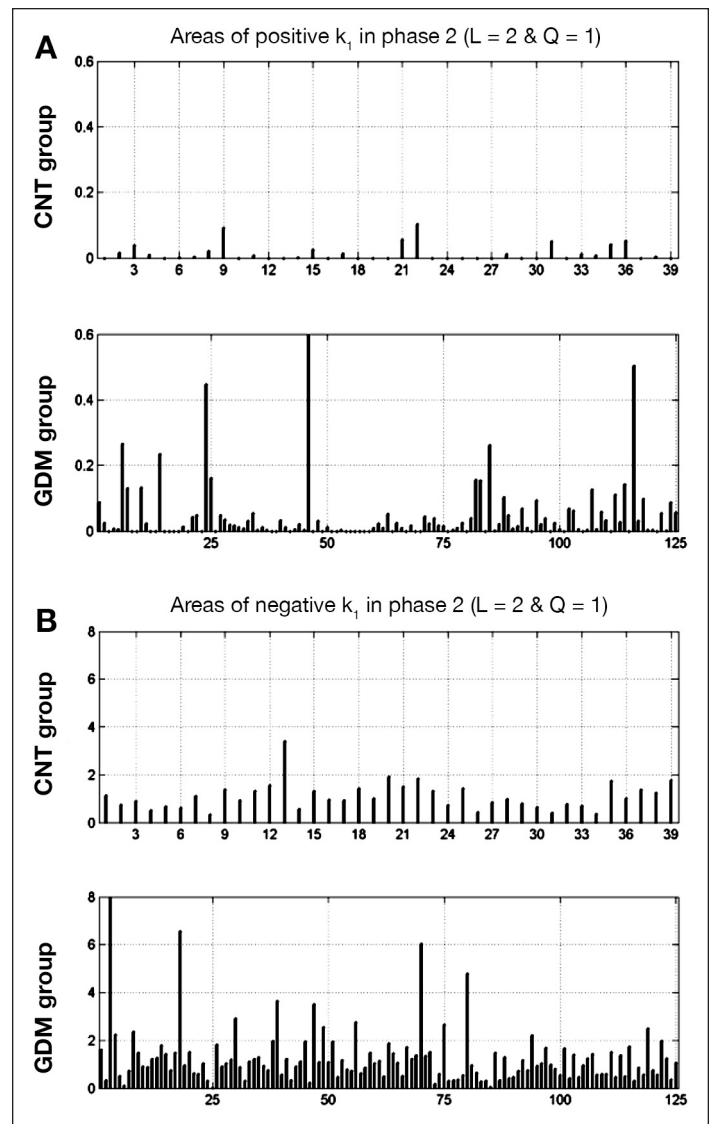 A
Areas of positive k₁ in phase 2 (L = 2 & Q = 1)
CNT group
0.6
0.4
0.2
0
3 6 9 12 15 18 21 24 27 30 33 36 39
GDM group
0.6
0.4
0.2
0
25 50 75 100 125
B
Areas of negative k₁ in phase 2 (L = 2 & Q = 1)
CNT group
8
6
4
2
0
3 6 9 12 15 18 21 24 27 30 33 36 39
GDM group
8
6
4
2
0
25 50 75 100 125